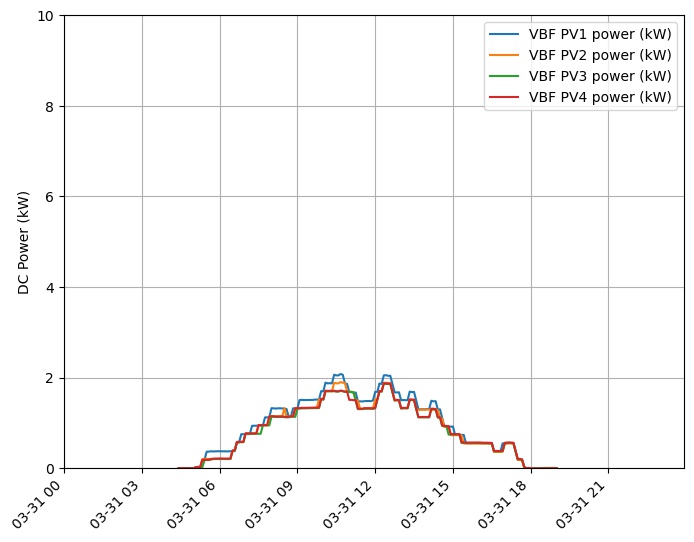 10
8
6
4
2
0
DC Power (kW)
VBF PV1 power (kW)
VBF PV2 power (kW)
VBF PV3 power (kW)
VBF PV4 power (kW)
03-31 00
03-31 03
03-31 06
03-31 09
03-31 12
03-31 15
03-31 18
03-31 21